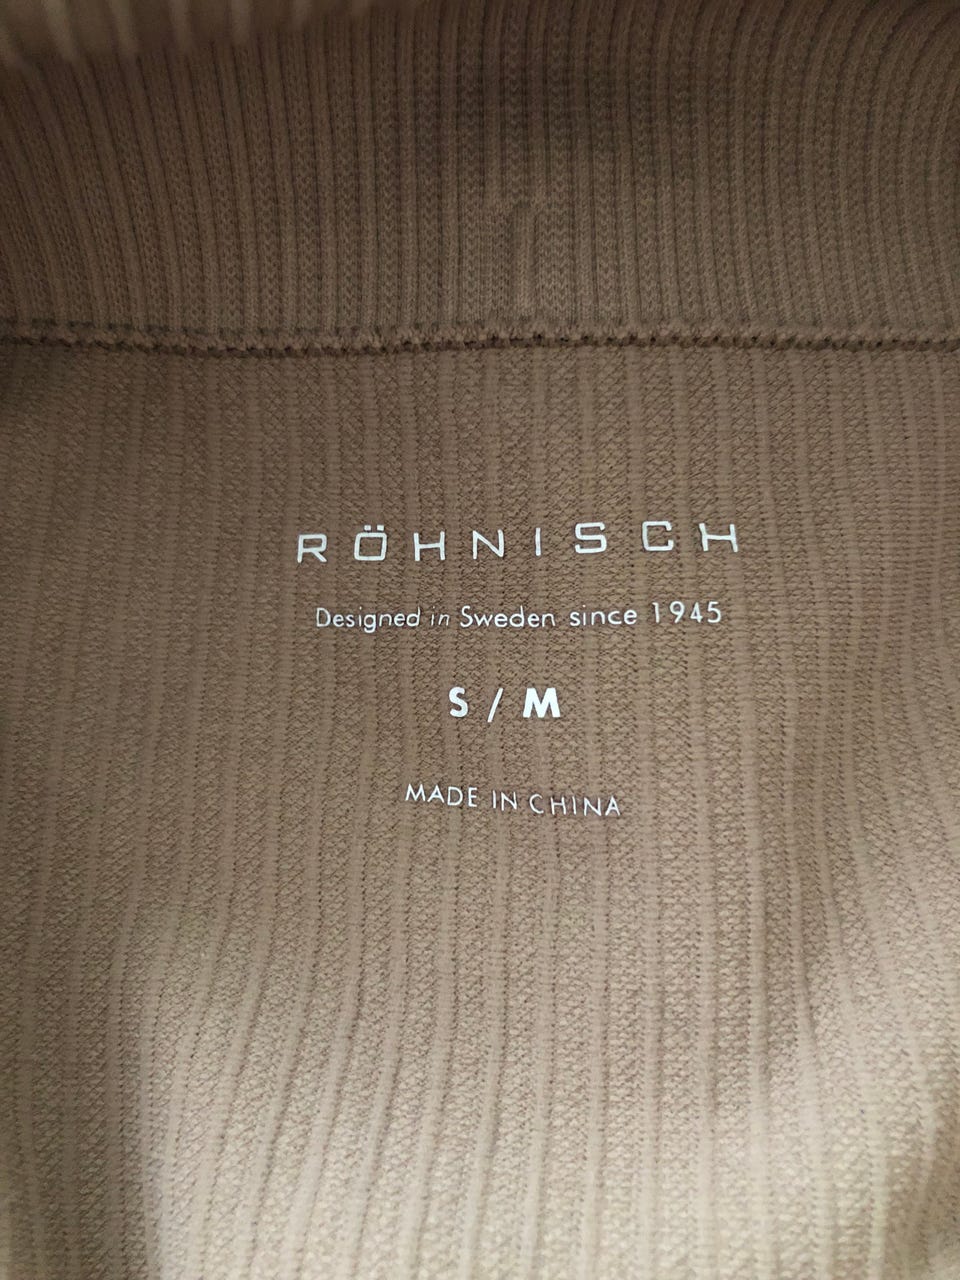 RÖHNISCH
Designed in Sweden since 1945
S / M
MADE IN CHINA